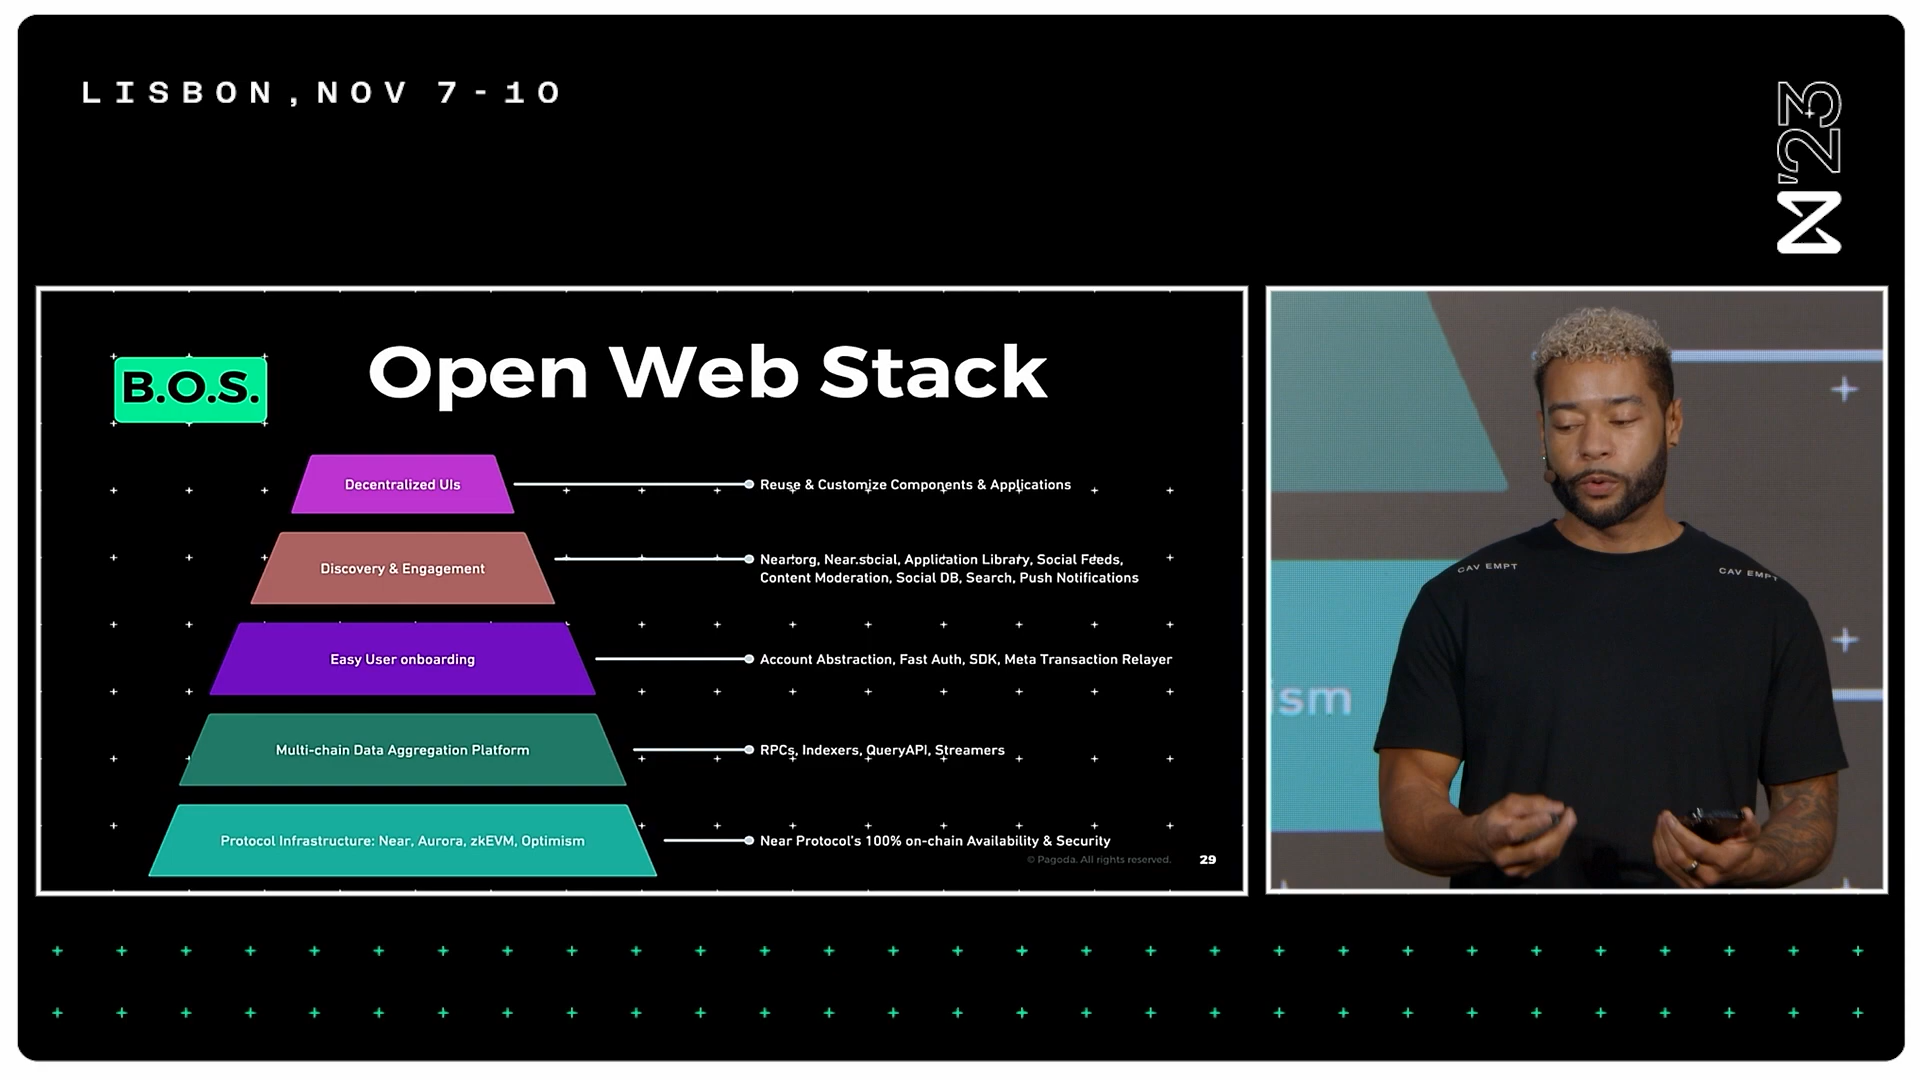 LISBON, NOV 7-10
N'23
B.O.S.
Open Web Stack
Decentralized UIs
Reuse & Customize Components & Applications
Discovery & Engagement
Near.org, Near.social, Application Library, Social Feeds,
Content Moderation, Social DB, Search, Push Notifications
Easy User onboarding
Account Abstraction, Fast Auth, SDK, Meta Transaction Relayer
Multi-chain Data Aggregation Platform
RPCs, Indexers, QueryAPI, Streamers
Protocol Infrastructure: Near, Aurora, zkEVM, Optimism
Near Protocol's 100% on-chain Availability & Security
© Pagoda. All rights reserved.
29
sm
CAV EMPT
CAV EMPT